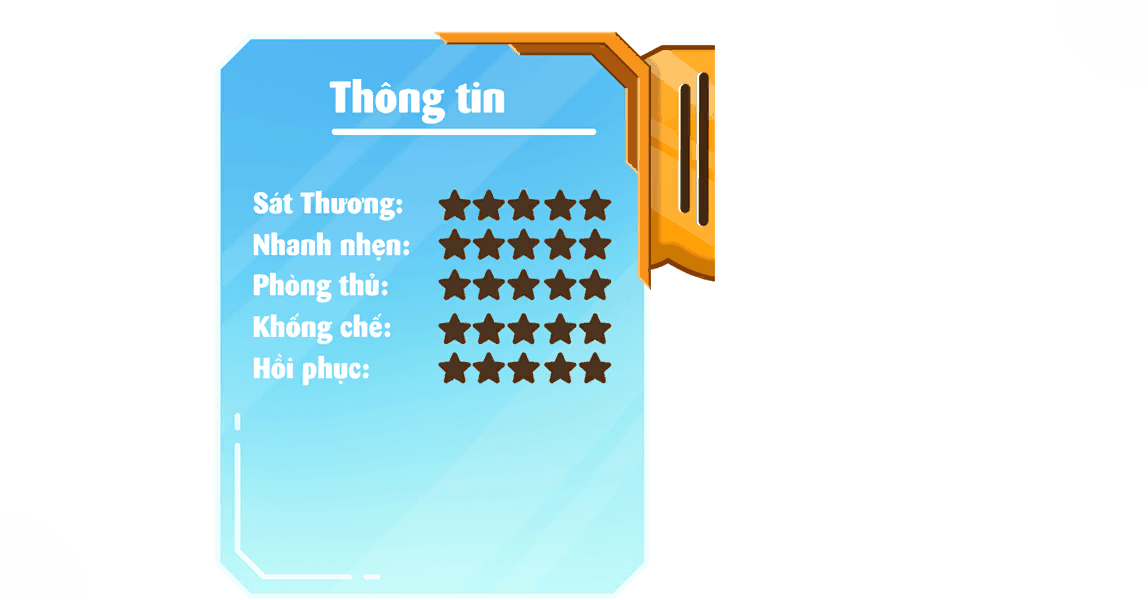 Thông tin
Sát Thương:
Nhanh nhẹn:
Phòng thủ:
Khống chế:
Hồi phục: